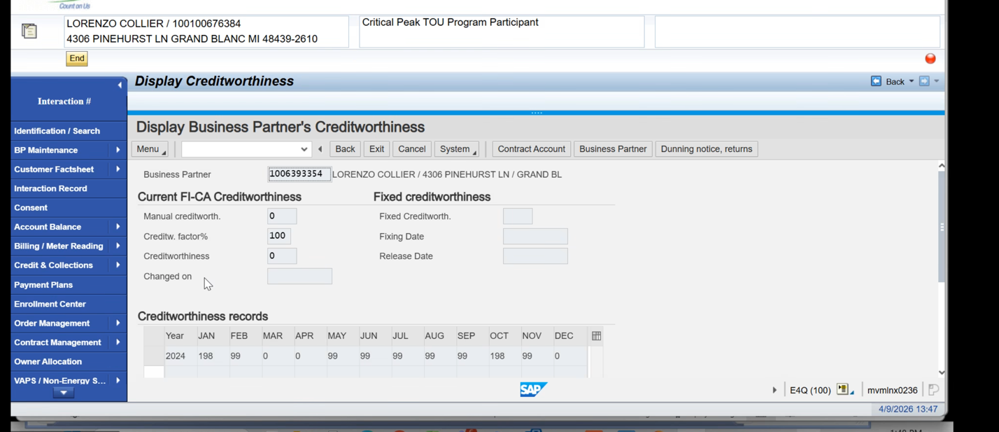 Count on Us
LORENZO COLLIER / 100100676384
4306 PINEHURST LN GRAND BLANC MI 48439-2610
Critical Peak TOU Program Participant
End
Display Creditworthiness
Back
Interaction #
Identification / Search
BP Maintenance
Customer Factsheet
Interaction Record
Consent
Account Balance
Billing / Meter Reading
Credit & Collections
Payment Plans
Enrollment Center
Order Management
Contract Management
Owner Allocation
VAPS / Non-Energy S...
Display Business Partner's Creditworthiness
Menu Back Exit Cancel System Contract Account Business Partner Dunning notice, returns
Business Partner 1006393354 LORENZO COLLIER / 4306 PINEHURST LN / GRAND BL
Current FI-CA Creditworthiness Fixed creditworthiness
Manual creditworth. 0 Fixed Creditworth.
Creditw. factor% 100 Fixing Date
Creditworthiness 0 Release Date
Changed on
Creditworthiness records
Year JAN FEB MAR APR MAY JUN JUL AUG SEP OCT NOV DEC
2024 198 99 0 0 99 99 99 99 99 198 99 0
SAP
E4Q (100) mvmlnx0236
4/9/2026 13:47